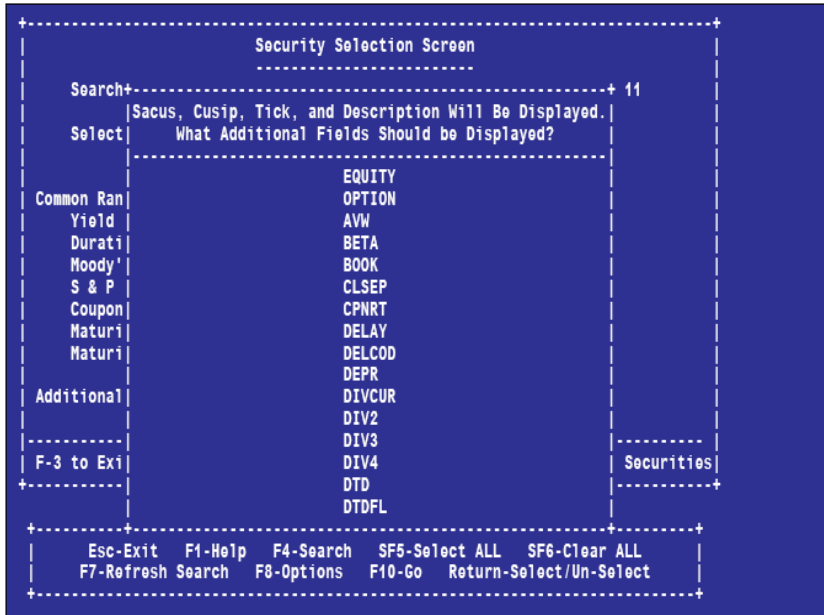 Security Selection Screen
Search 11
Sacus, Cusip, Tick, and Description Will Be Displayed.
Select What Additional Fields Should be Displayed?
EQUITY
Common Ran OPTION
Yield AVW
Durati BETA
Moody' BOOK
S & P CLSEP
Coupon CPNRT
Maturi DELAY
Maturi DELCOD
DEPR
Additional DIVCUR
DIV2
DIV3
F-3 to Exi DIV4 Securities
DTD
DTDFL
Esc-Exit F1-Help F4-Search SF5-Select ALL SF6-Clear ALL
F7-Refresh Search F8-Options F10-Go Return-Select/Un-Select